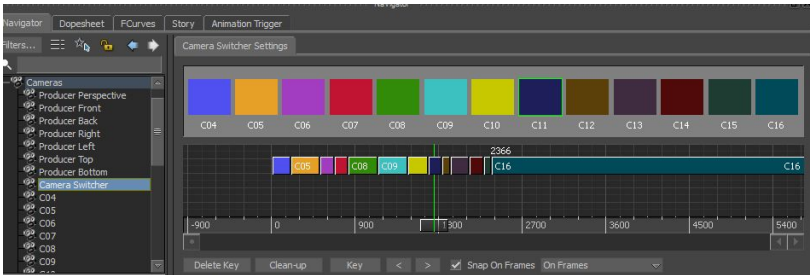 Navigator
Navigator Dopesheet FCurves Story Animation Trigger
Filters...
Camera Switcher Settings
Cameras
Producer Perspective
Producer Front
Producer Back
Producer Right
Producer Left
Producer Top
Producer Bottom
Camera Switcher
C04
C05
C06
C07
C08
C09
C04 C05 C06 C07 C08 C09 C10 C11 C12 C13 C14 C15 C16
2366
C05 C08 C09 C16 C16
-900 0 900 1800 2700 3600 4500 5400
Delete Key Clean-up Key < > Snap On Frames On Frames